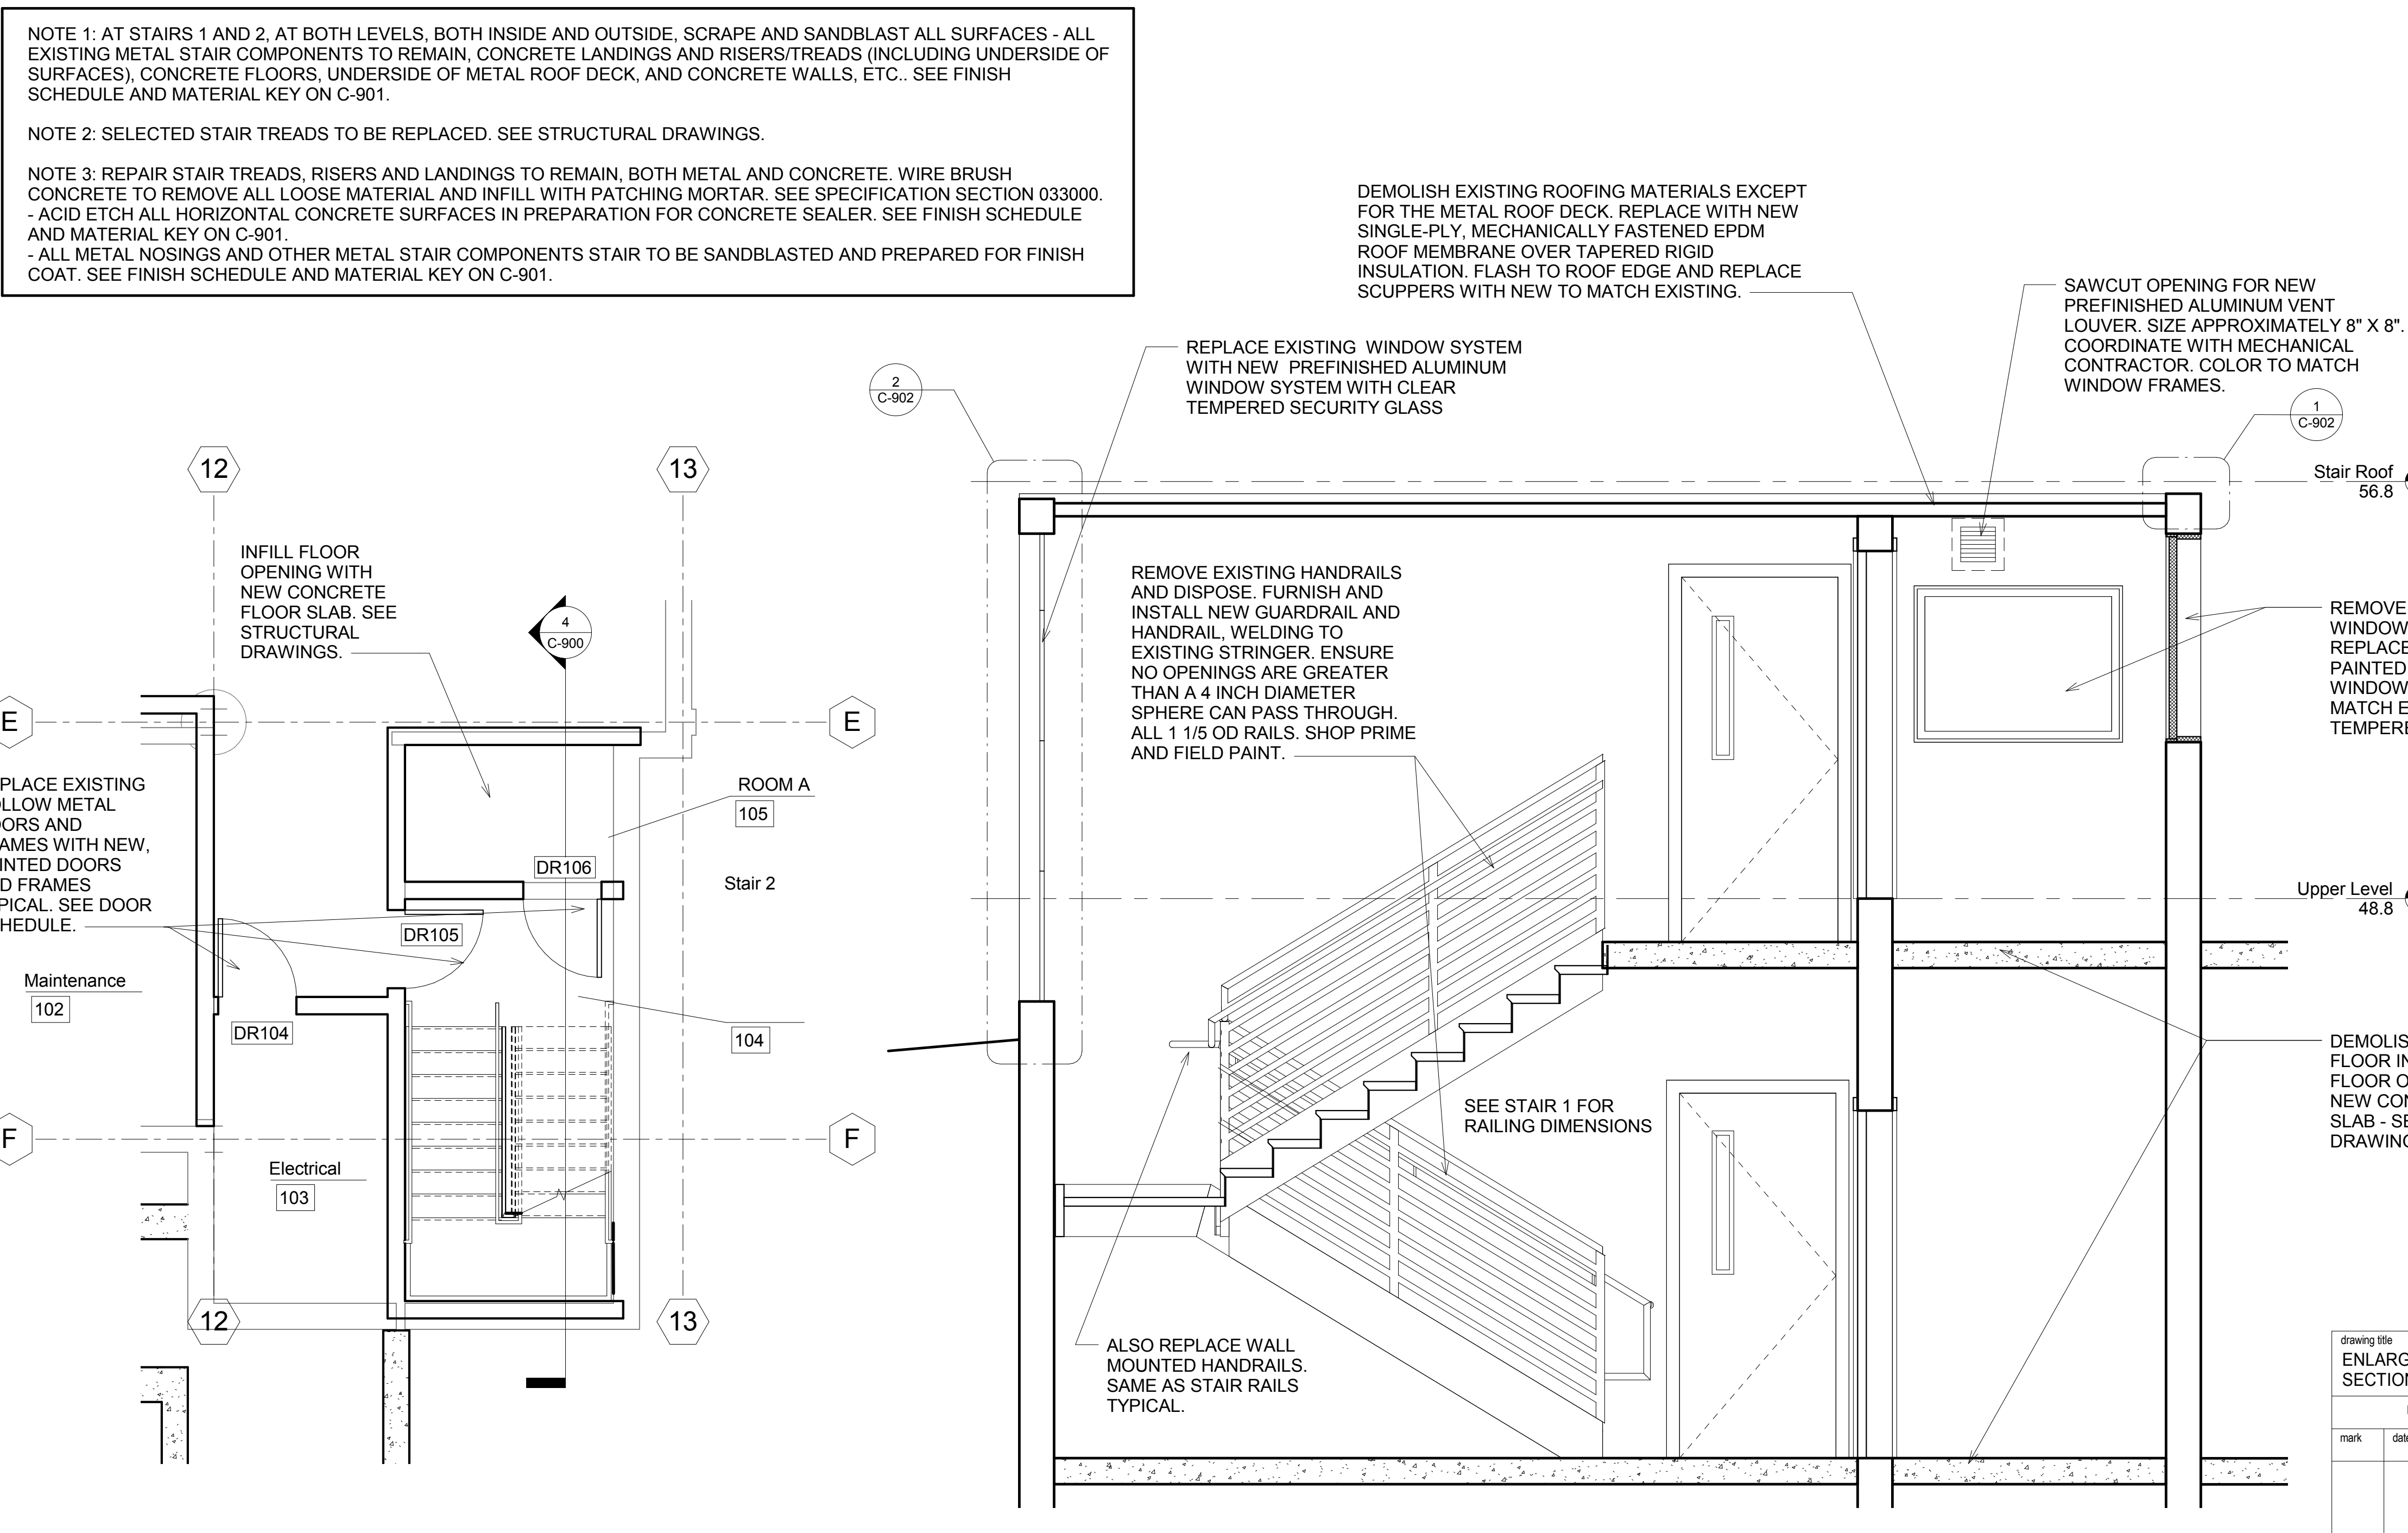 NOTE 1: AT STAIRS 1 AND 2, AT BOTH LEVELS, BOTH INSIDE AND OUTSIDE, SCRAPE AND SANDBLAST ALL SURFACES - ALL
EXISTING METAL STAIR COMPONENTS TO REMAIN, CONCRETE LANDINGS AND RISERS/TREADS (INCLUDING UNDERSIDE OF
SURFACES), CONCRETE FLOORS, UNDERSIDE OF METAL ROOF DECK, AND CONCRETE WALLS, ETC.. SEE FINISH
SCHEDULE AND MATERIAL KEY ON C-901.
NOTE 2: SELECTED STAIR TREADS TO BE REPLACED. SEE STRUCTURAL DRAWINGS.
NOTE 3: REPAIR STAIR TREADS, RISERS AND LANDINGS TO REMAIN, BOTH METAL AND CONCRETE. WIRE BRUSH
CONCRETE TO REMOVE ALL LOOSE MATERIAL AND INFILL WITH PATCHING MORTAR. SEE SPECIFICATION SECTION 033000.
- ACID ETCH ALL HORIZONTAL CONCRETE SURFACES IN PREPARATION FOR CONCRETE SEALER. SEE FINISH SCHEDULE
AND MATERIAL KEY ON C-901.
- ALL METAL NOSINGS AND OTHER METAL STAIR COMPONENTS STAIR TO BE SANDBLASTED AND PREPARED FOR FINISH
COAT. SEE FINISH SCHEDULE AND MATERIAL KEY ON C-901.
DEMOLISH EXISTING ROOFING MATERIALS EXCEPT
FOR THE METAL ROOF DECK. REPLACE WITH NEW
SINGLE-PLY, MECHANICALLY FASTENED EPDM
ROOF MEMBRANE OVER TAPERED RIGID
INSULATION. FLASH TO ROOF EDGE AND REPLACE
SCUPPERS WITH NEW TO MATCH EXISTING.
SAWCUT OPENING FOR NEW
PREFINISHED ALUMINUM VENT
LOUVER. SIZE APPROXIMATELY 8" X 8".
COORDINATE WITH MECHANICAL
CONTRACTOR. COLOR TO MATCH
WINDOW FRAMES.
REPLACE EXISTING WINDOW SYSTEM
WITH NEW PREFINISHED ALUMINUM
WINDOW SYSTEM WITH CLEAR
TEMPERED SECURITY GLASS
2
C-902
1
C-902
12
13
Stair Roof
56.8
INFILL FLOOR
OPENING WITH
NEW CONCRETE
FLOOR SLAB. SEE
STRUCTURAL
DRAWINGS.
4
C-900
REMOVE EXISTING HANDRAILS
AND DISPOSE. FURNISH AND
INSTALL NEW GUARDRAIL AND
HANDRAIL, WELDING TO
EXISTING STRINGER. ENSURE
NO OPENINGS ARE GREATER
THAN A 4 INCH DIAMETER
SPHERE CAN PASS THROUGH.
ALL 1 1/5 OD RAILS. SHOP PRIME
AND FIELD PAINT.
REMOVE
WINDOW
REPLACE
PAINTED
WINDOW
MATCH E
TEMPERE
E
E
PLACE EXISTING
LLOW METAL
ORS AND
AMES WITH NEW,
INTED DOORS
D FRAMES
PICAL. SEE DOOR
HEDULE.
ROOM A
105
DR106
Stair 2
DR105
Upper Level
48.8
Maintenance
102
DR104
104
DEMOLIS
FLOOR IN
FLOOR O
NEW CON
SLAB - SE
DRAWING
SEE STAIR 1 FOR
RAILING DIMENSIONS
F
F
Electrical
103
12
13
ALSO REPLACE WALL
MOUNTED HANDRAILS.
SAME AS STAIR RAILS
TYPICAL.
drawing title
ENLARG
SECTION
mark
date